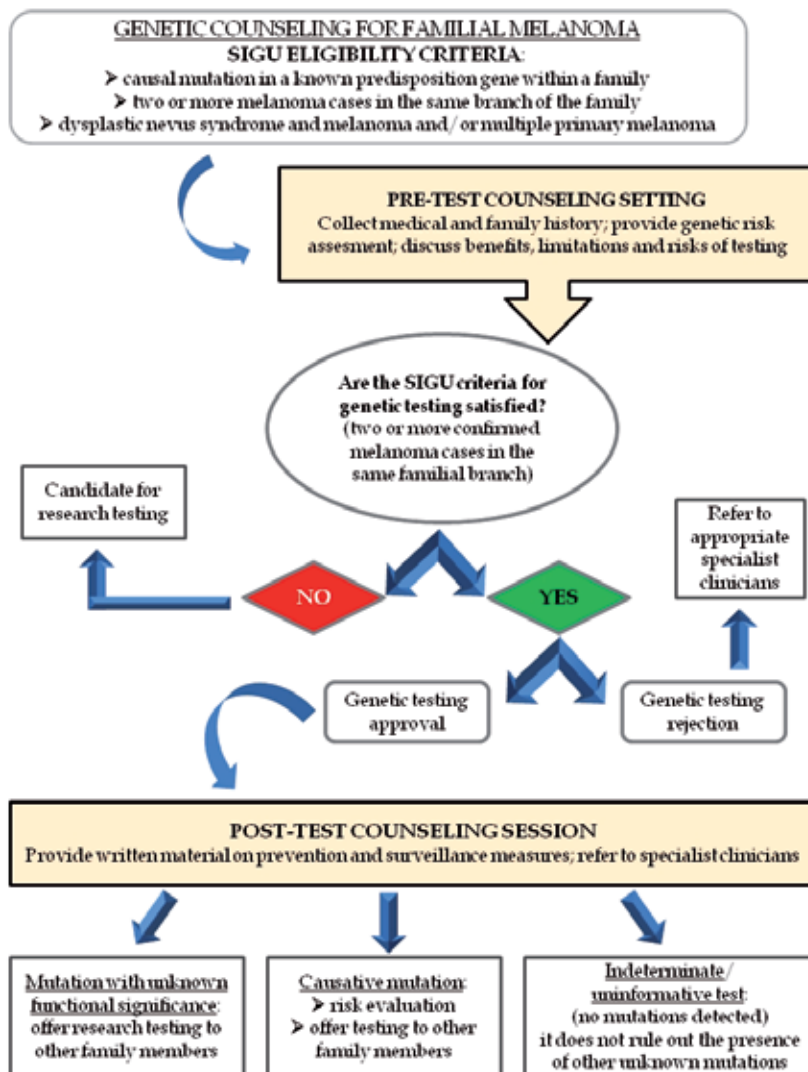 GENETIC COUNSELING FOR FAMILIAL MELANOMA
SIGU ELIGIBILITY CRITERIA:
➤ causal mutation in a known predisposition gene within a family
➤ two or more melanoma cases in the same branch of the family
➤ dysplastic nevus syndrome and melanoma and/or multiple primary melanoma
PRE-TEST COUNSELING SETTING
Collect medical and family history; provide genetic risk
assesment; discuss benefits, limitations and risks of testing
Are the SIGU criteria for
genetic testing satisfied?
(two or more confirmed
melanoma cases in the
same familial branch)
Candidate for
research testing
Refer to
appropriate
specialist
clinicians
NO
YES
Genetic testing
approval
Genetic testing
rejection
POST-TEST COUNSELING SESSION
Provide written material on prevention and surveillance measures; refer to specialist clinicians
Mutation with unknown
functional significance:
offer research testing to
other family members
Causative mutation:
➤ risk evaluation
➤ offer testing to other
family members
Indeterminate/
uninformative test:
(no mutations detected)
it does not rule out the presence
of other unknown mutations